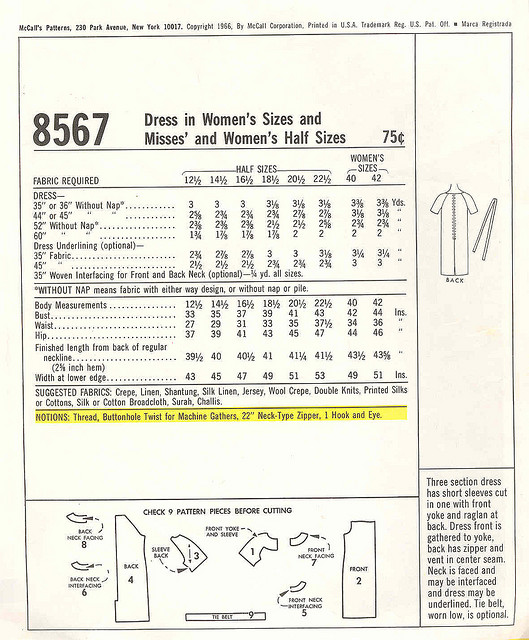 McCall's Patterns, 230 Park Avenue, New York 10017. Copyright 1966, By McCall Corporation, Printed in U.S.A. Trademark Reg. U.S. Pat. Off. ■ Marca Registrada
8567
Dress in Women's Sizes and
Misses' and Women's Half Sizes 75¢
WOMEN'S
HALF SIZES SIZES
FABRIC REQUIRED 12½ 14½ 16½ 18½ 20½ 22½ 40 42
DRESS—
35" or 36" Without Nap* 3 3 3 3⅛ 3⅛ 3⅛ 3⅜ 3⅜ Yds.
44" or 45" " " 2⅝ 2¾ 2¾ 2¾ 2⅞ 2⅞ 3⅛ 3⅛ "
52" Without Nap* 2⅜ 2⅜ 2⅜ 2½ 2½ 2⅝ 2¾ 2¾ "
60" " " 1¾ 1⅞ 1⅞ 1⅞ 2 2 2 2 "
Dress Underlining (optional)—
35" Fabric 2¾ 2⅞ 2⅞ 3 3 3⅛ 3¼ 3¼ "
45" " 2½ 2½ 2½ 2¾ 2¾ 2¾ 3 3 "
35" Woven Interfacing for Front and Back Neck (optional)—¼ yd. all sizes.
*WITHOUT NAP means fabric with either way design, or without nap or pile.
Body Measurements 12½ 14½ 16½ 18½ 20½ 22½ 40 42
Bust 33 35 37 39 41 43 42 44 Ins.
Waist 27 29 31 33 35 37½ 34 36 "
Hip 37 39 41 43 45 47 44 46 "
Finished length from back of regular
neckline 39½ 40 40½ 41 41¼ 41½ 43½ 43⅝ "
(2⅝ inch hem)
Width at lower edge 43 45 47 49 51 53 49 51 Ins.
SUGGESTED FABRICS: Crepe, Linen, Shantung, Silk Linen, Jersey, Wool Crepe, Double Knits, Printed Silks
or Cottons, Silk or Cotton Broadcloth, Surah, Challis.
NOTIONS: Thread, Buttonhole Twist for Machine Gathers, 22" Neck-Type Zipper, 1 Hook and Eye.
BACK
Three section dress
has short sleeves cut
in one with front
yoke and raglan at
back. Dress front is
gathered to yoke,
back has zipper and
vent in center seam.
Neck is faced and
may be interfaced
and dress may be
underlined. Tie belt,
worn low, is optional.
CHECK 9 PATTERN PIECES BEFORE CUTTING
BACK
NECK FACING
8
BACK NECK
INTERFACING
6
BACK
4
SLEEVE
BACK
3
FRONT YOKE
AND SLEEVE
1
FRONT
NECK FACING
7
FRONT NECK
INTERFACING
5
FRONT
2
TIE BELT 9